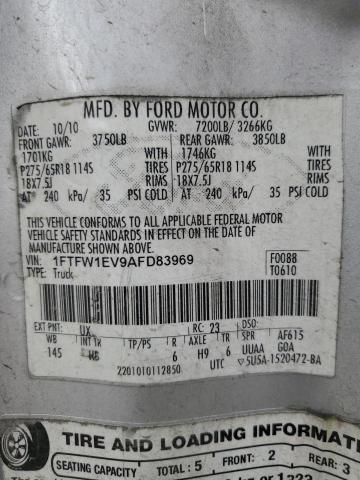 MFD. BY FORD MOTOR CO.
DATE: 10/10 GVWR: 7200LB/ 3266KG
FRONT GAWR: 3750LB REAR GAWR: 3850LB
1701KG WITH 1746KG WITH
P275/65R18 114S TIRES P275/65R18 114S TIRES
18X7.5J RIMS 18X7.5J RIMS
AT 240 kPa/ 35 PSI COLD AT 240 kPa/ 35 PSI COLD
THIS VEHICLE CONFORMS TO ALL APPLICABLE FEDERAL MOTOR
VEHICLE SAFETY STANDARDS IN EFFECT ON THE DATE OF
MANUFACTURE SHOWN ABOVE.
VIN: 1FTFW1EV9AFD83969 F0088
TYPE: Truck T0610
EXT PNT: UX RC: 23 DSO:
WB INT TR TP/PS R AXLE TR AF615
145 6 H9 6 UUAA GOA
2201010112850 UTC 5USA-1520472-BA
TIRE AND LOADING INFORMAT
SEATING CAPACITY TOTAL: 5 FRONT: 2 REAR: 3